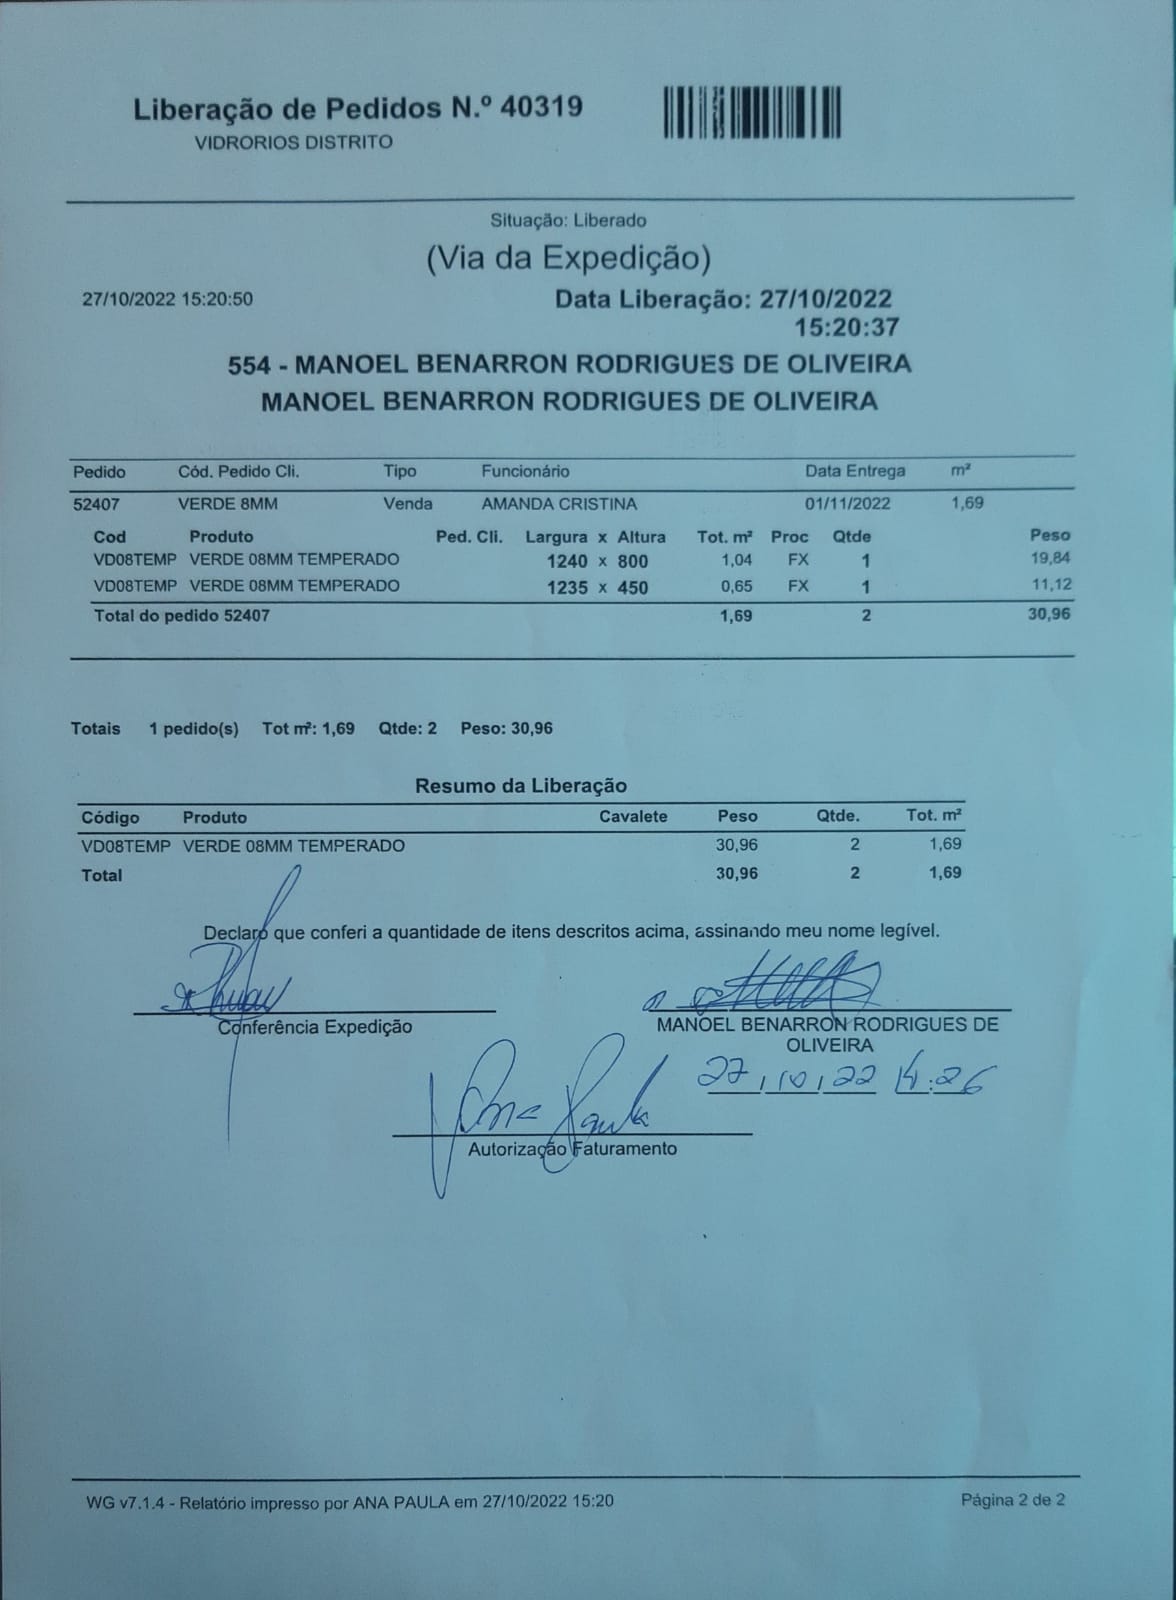 Liberação de Pedidos N.º 40319
VIDRORIOS DISTRITO
Situação: Liberado
(Via da Expedição)
27/10/2022 15:20:50 Data Liberação: 27/10/2022
15:20:37
554 - MANOEL BENARRON RODRIGUES DE OLIVEIRA
MANOEL BENARRON RODRIGUES DE OLIVEIRA
Pedido Cód. Pedido Cli. Tipo Funcionário Data Entrega m²
52407 VERDE 8MM Venda AMANDA CRISTINA 01/11/2022 1,69
Cod Produto Ped. Cli. Largura x Altura Tot. m² Proc Qtde Peso
VD08TEMP VERDE 08MM TEMPERADO 1240 x 800 1,04 FX 1 19,84
VD08TEMP VERDE 08MM TEMPERADO 1235 x 450 0,65 FX 1 11,12
Total do pedido 52407 1,69 2 30,96
Totais 1 pedido(s) Tot m²: 1,69 Qtde: 2 Peso: 30,96
Resumo da Liberação
Código Produto Cavalete Peso Qtde. Tot. m²
VD08TEMP VERDE 08MM TEMPERADO 30,96 2 1,69
Total 30,96 2 1,69
Declaro que conferi a quantidade de itens descritos acima, assinando meu nome legível.
Conferência Expedição MANOEL BENARRON RODRIGUES DE
OLIVEIRA
27/10/22
Ana Paula
Autorização Faturamento
WG v7.1.4 - Relatório impresso por ANA PAULA em 27/10/2022 15:20 Página 2 de 2